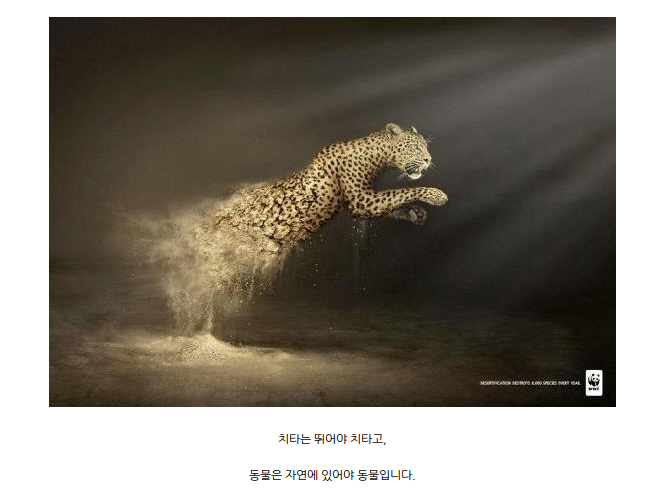 DESERTIFICATION DESTROYS 6,000 SPECIES EVERY YEAR.
WWF
치타는 뛰어야 치타고,
동물은 자연에 있어야 동물입니다.